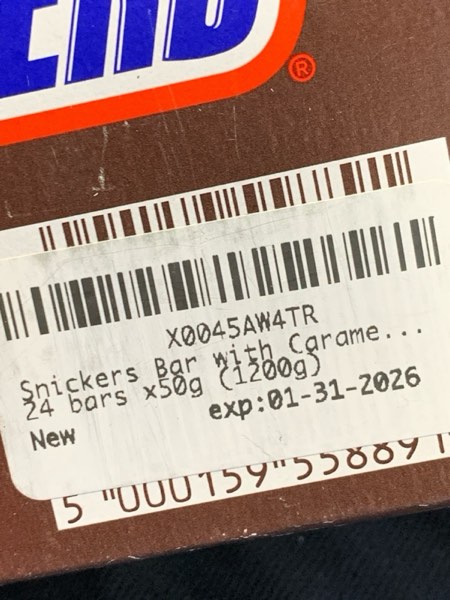 ®
X0045AW4TR
Snickers Bar with Carame...
24 bars x50g (1200g)
exp:01-31-2026
New
5 "000159"55889